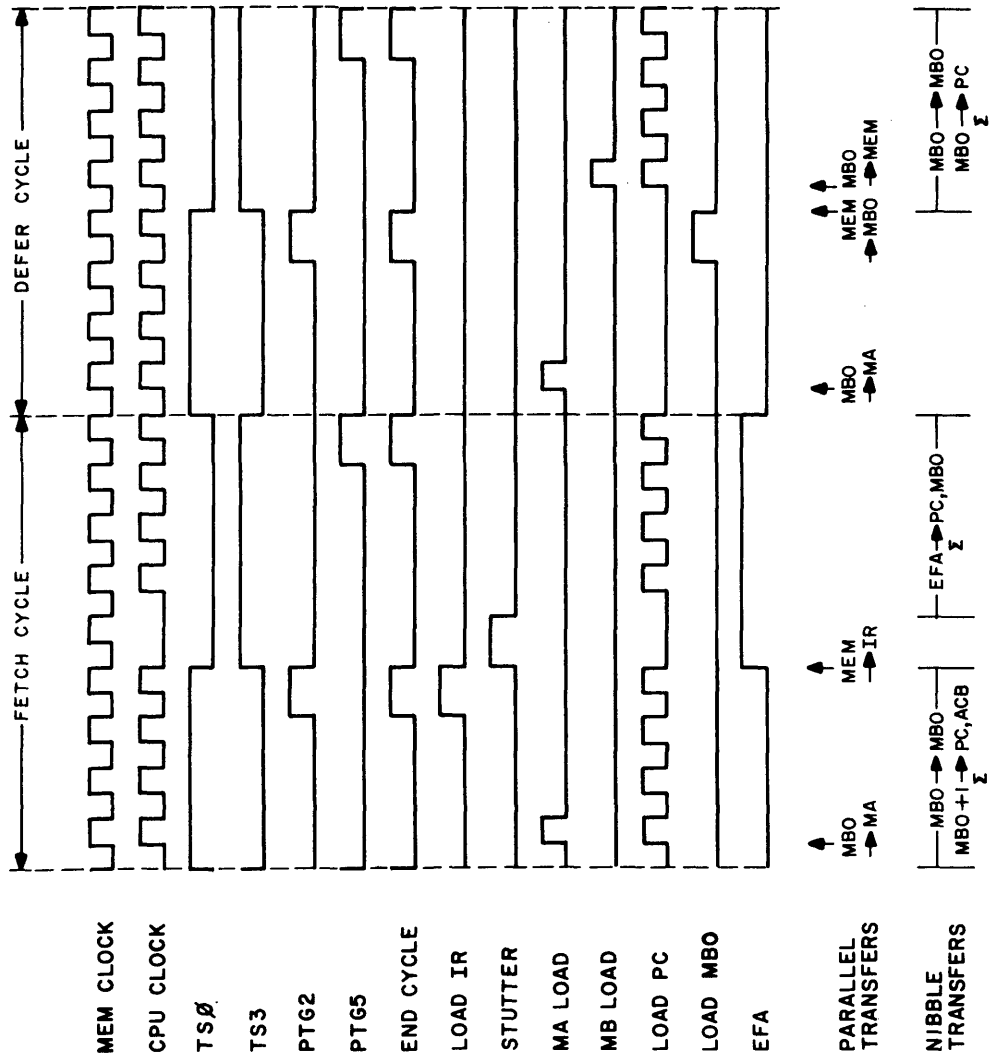 FETCH CYCLE
DEFER CYCLE
MEM CLOCK
CPU CLOCK
TSØ
TS3
PTG2
PTG5
END CYCLE
LOAD IR
STUTTER
MA LOAD
MB LOAD
LOAD PC
LOAD MBO
EFA
PARALLEL
TRANSFERS
MBO
→MA
MEM
→IR
MBO
→MA
MEM
→MBO
MBO
→MEM
NIBBLE
TRANSFERS
MBO→MBO
MBO+1→PC,ACB
Σ
EFA→PC,MBO
Σ
MBO→MBO
MBO→PC
Σ